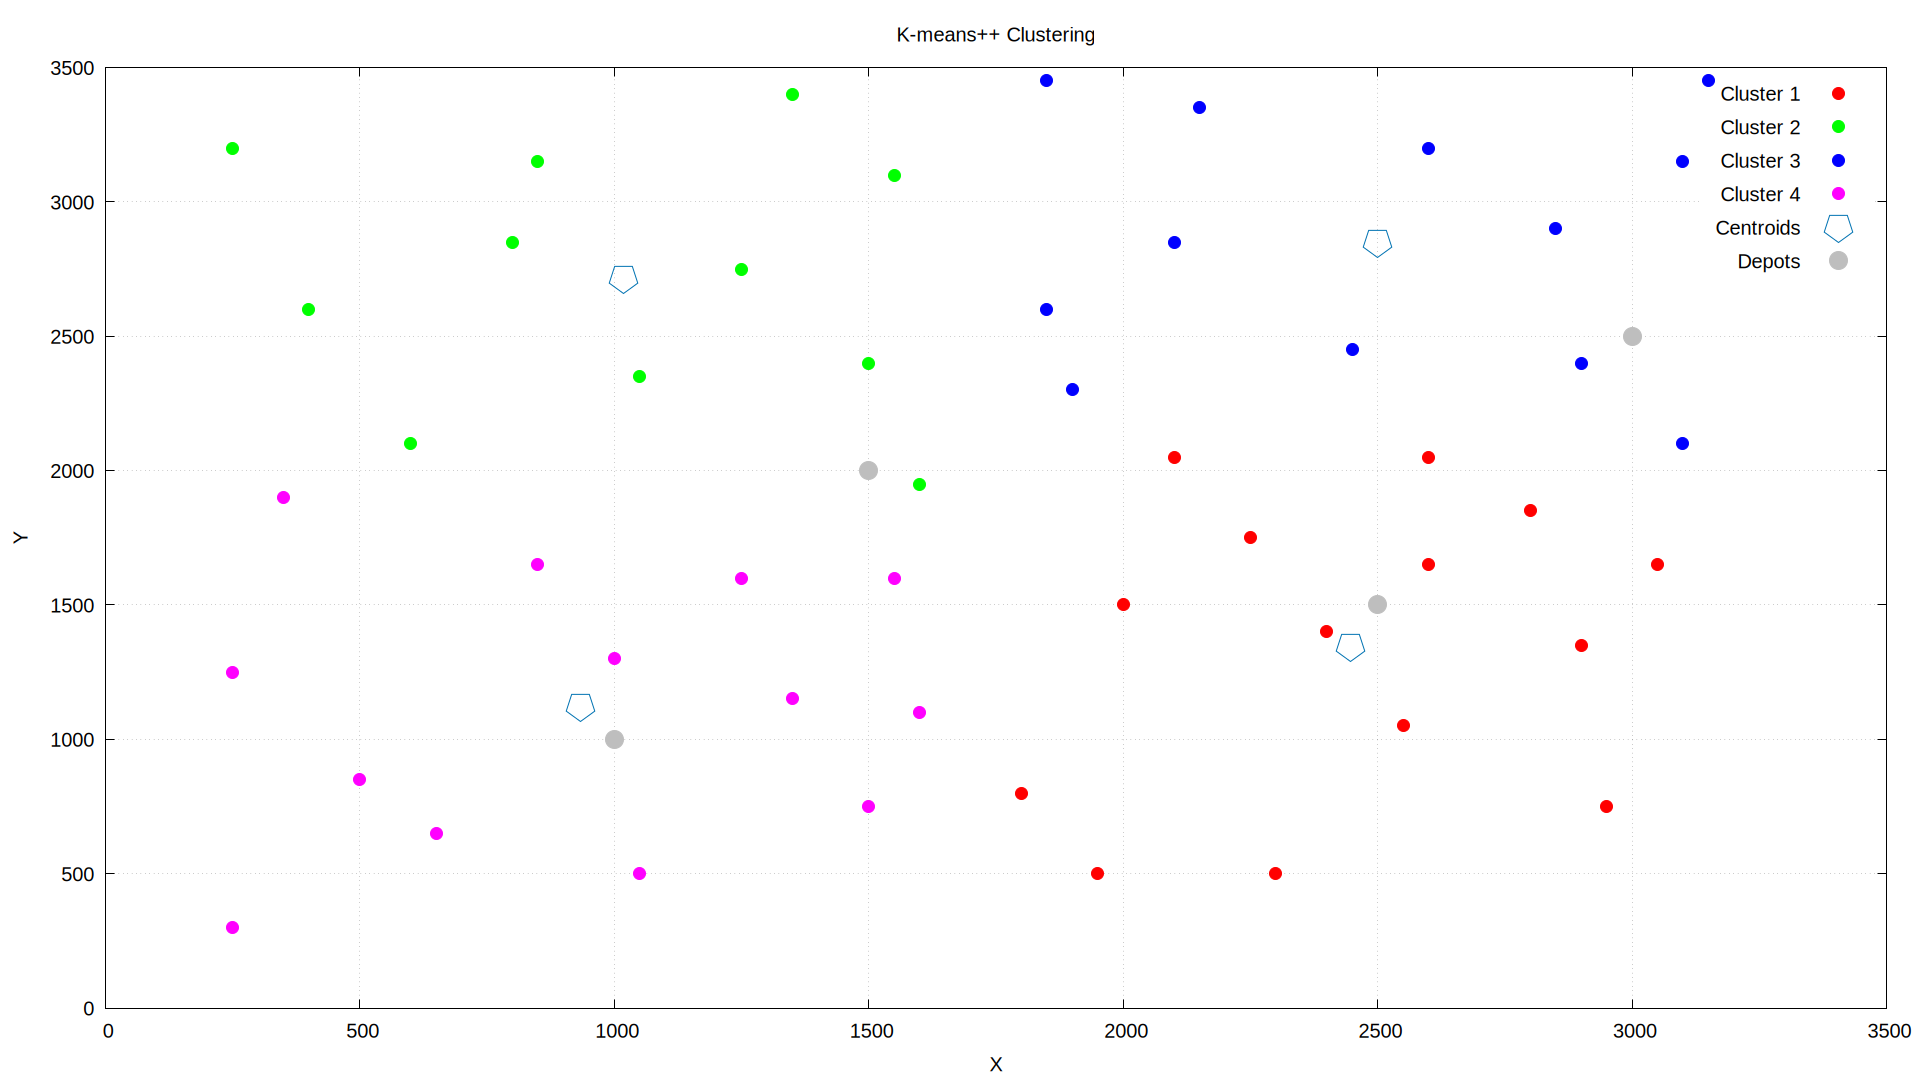 K-means++ Clustering
3500
3000
2500
2000
1500
1000
500
0
Y
0 500 1000 1500 2000 2500 3000 3500
X
Cluster 1
Cluster 2
Cluster 3
Cluster 4
Centroids
Depots